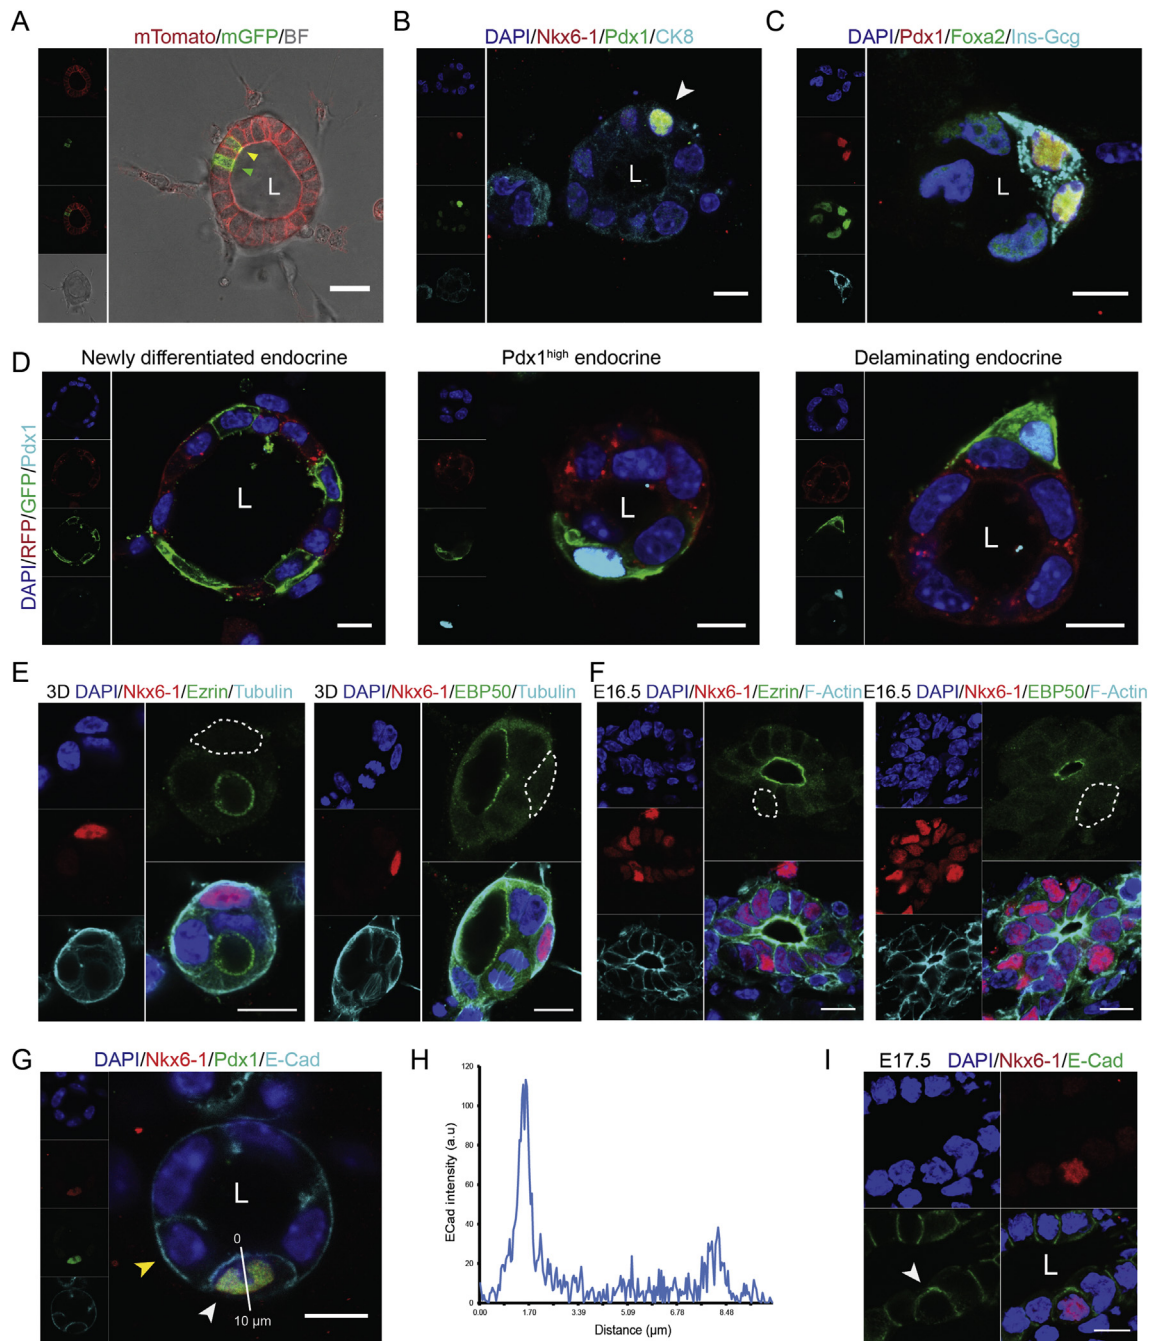 A
mTomato/mGFP/BF
L
B
DAPI/Nkx6-1/Pdx1/CK8
L
C
DAPI/Pdx1/Foxa2/Ins-Gcg
L
D
DAPI/RFP/GFP/Pdx1
Newly differentiated endocrine
L
Pdx1high endocrine
L
Delaminating endocrine
L
E
3D DAPI/Nkx6-1/Ezrin/Tubulin
3D DAPI/Nkx6-1/EBP50/Tubulin
F
E16.5 DAPI/Nkx6-1/Ezrin/F-Actin
E16.5 DAPI/Nkx6-1/EBP50/F-Actin
G
DAPI/Nkx6-1/Pdx1/E-Cad
L
0
10 μm
H
ECad intensity (a.u)
120
100
80
60
40
20
0
0.00 1.70 3.39 5.09 6.78 8.48
Distance (μm)
I
E17.5 DAPI/Nkx6-1/E-Cad
L